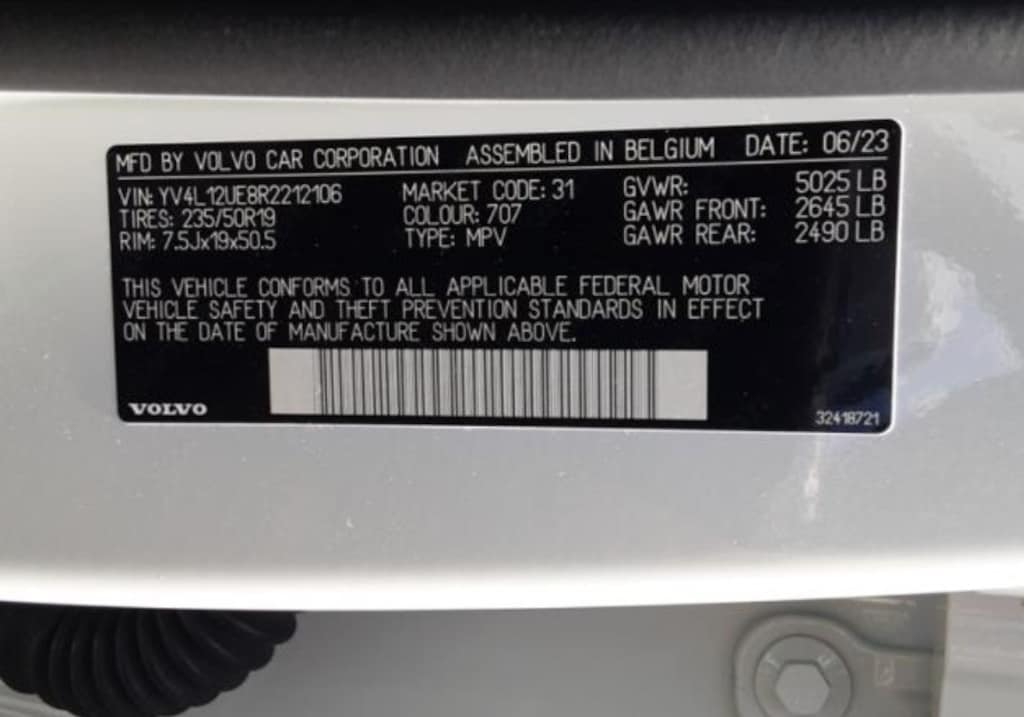 MFD BY VOLVO CAR CORPORATION ASSEMBLED IN BELGIUM DATE: 06/23
VIN: YV4L12UE8R2212106 MARKET CODE: 31 GVWR: 5025 LB
TIRES: 235/50R19 COLOUR: 707 GAWR FRONT: 2645 LB
RIM: 7.5Jx19x50.5 TYPE: MPV GAWR REAR: 2490 LB
THIS VEHICLE CONFORMS TO ALL APPLICABLE FEDERAL MOTOR
VEHICLE SAFETY AND THEFT PREVENTION STANDARDS IN EFFECT
ON THE DATE OF MANUFACTURE SHOWN ABOVE.
VOLVO 32418721